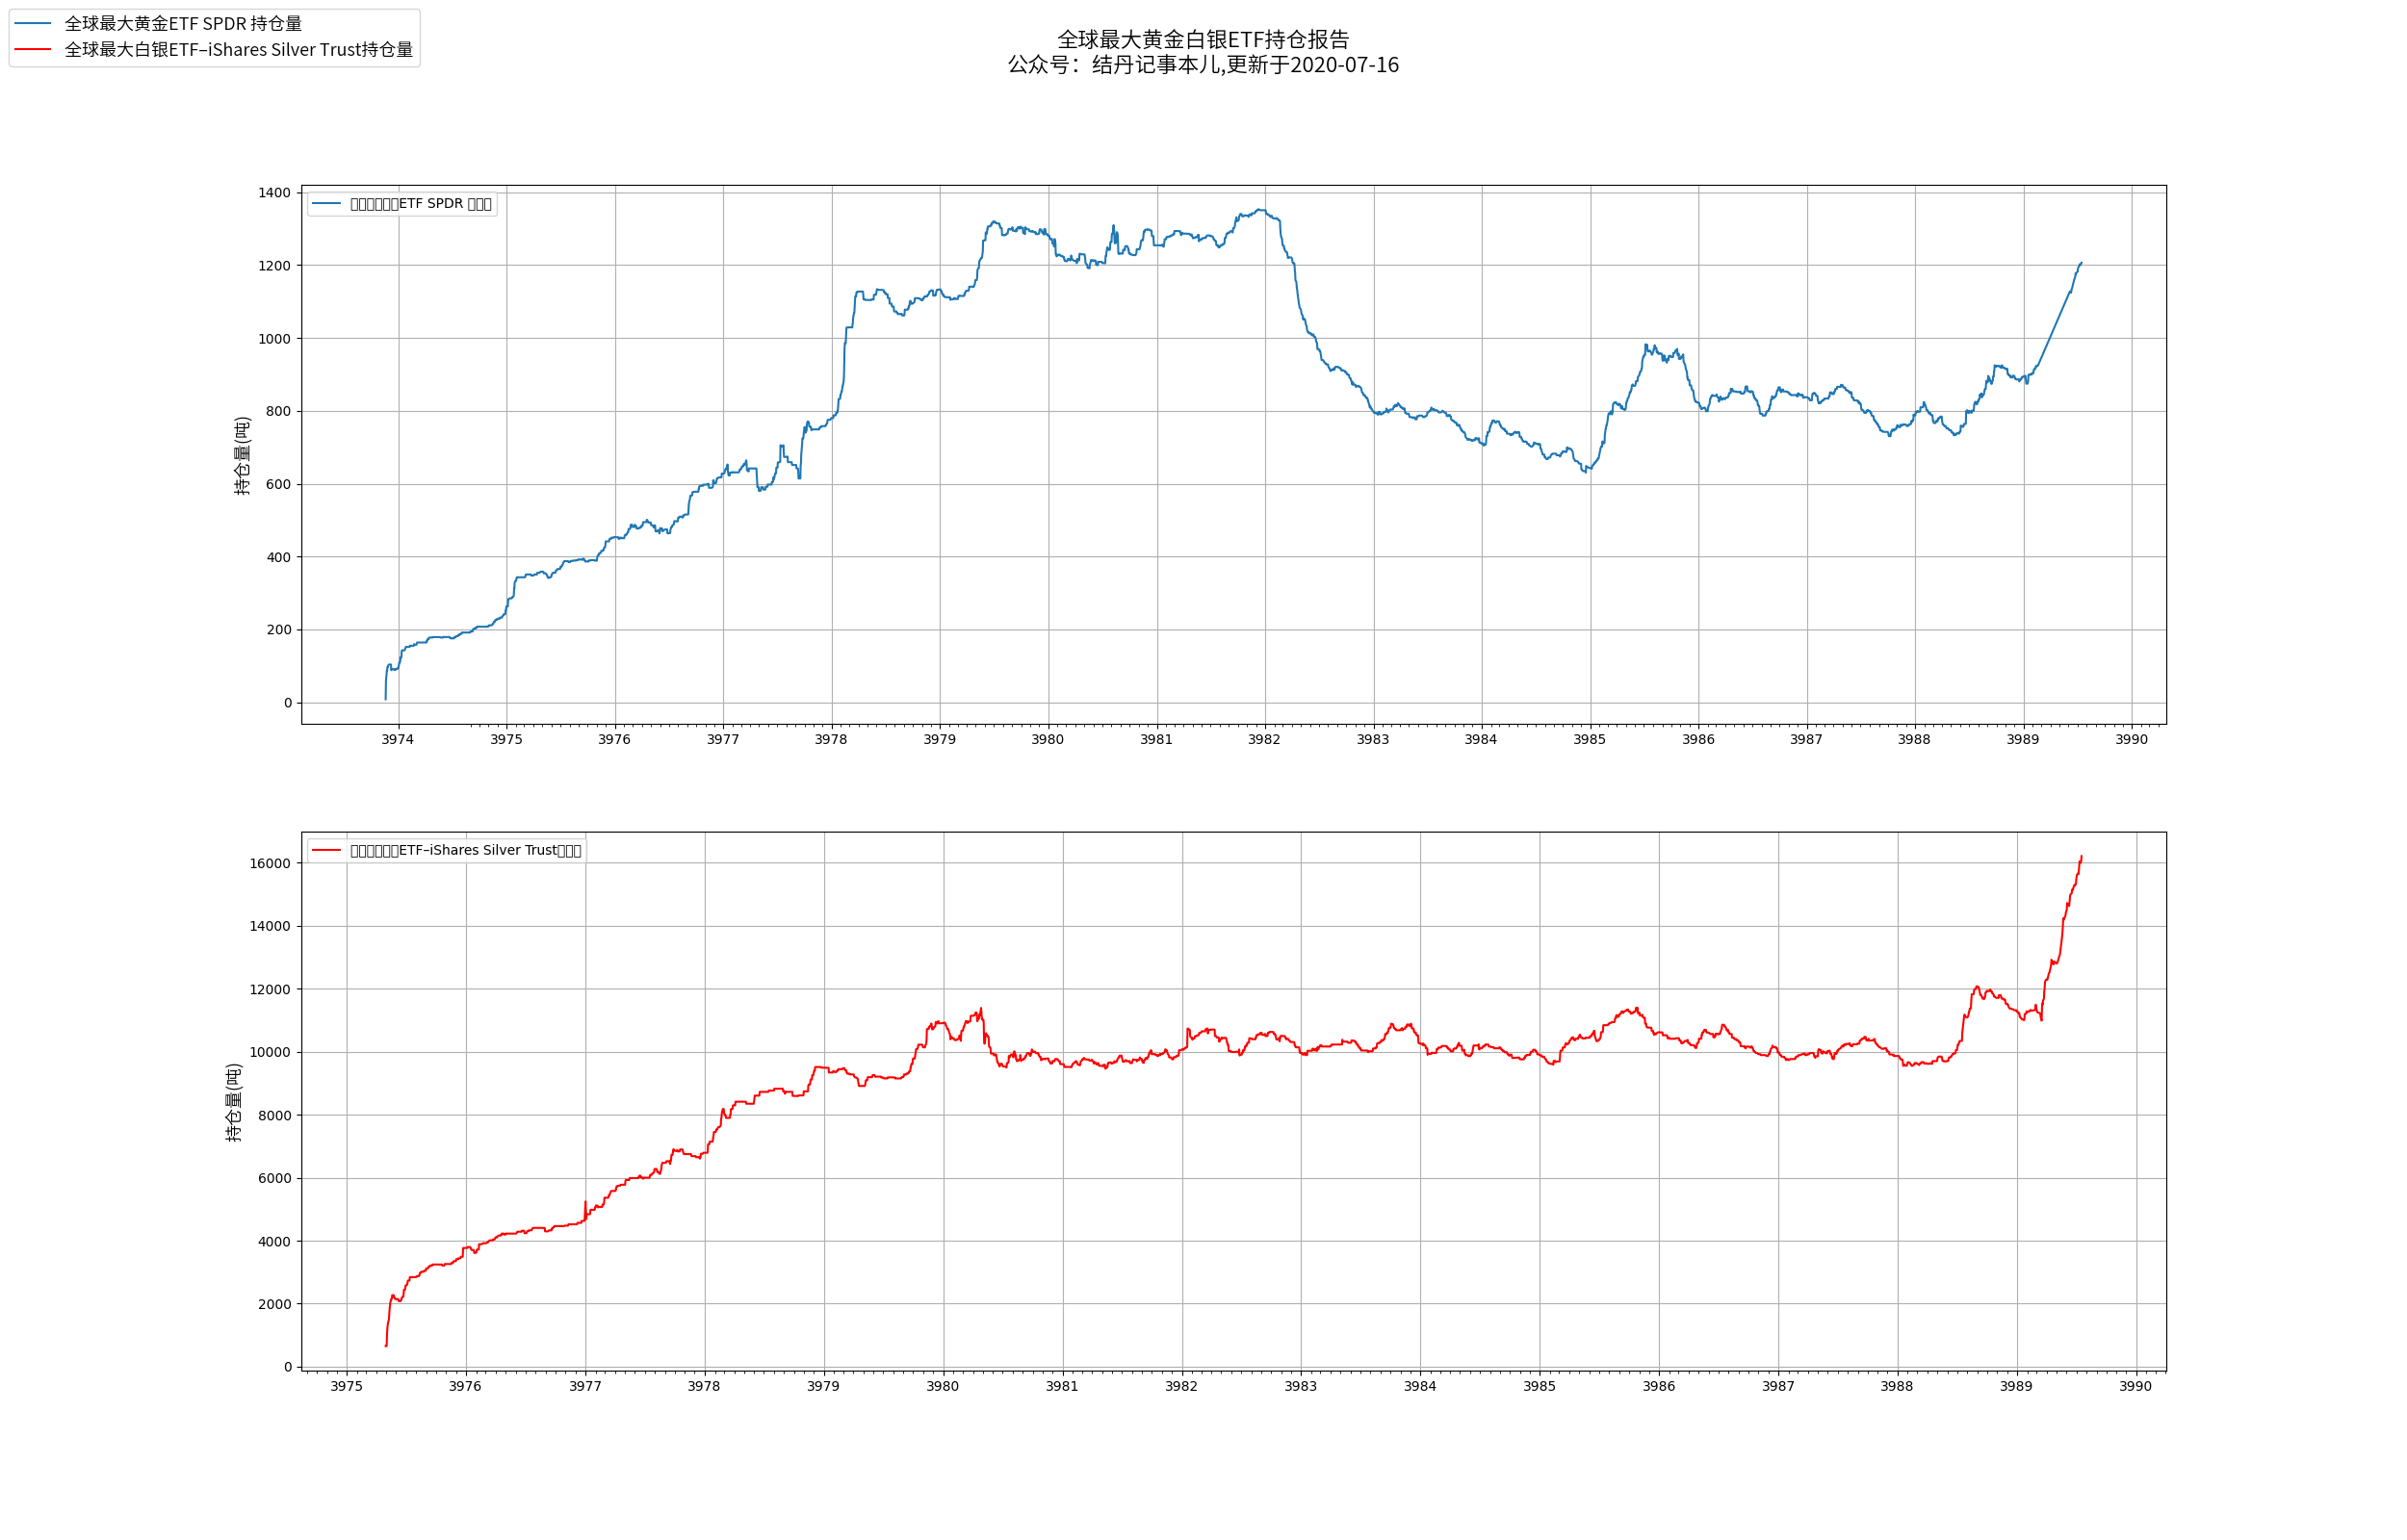 全球最大黄金ETF SPDR 持仓量
全球最大白银ETF–iShares Silver Trust持仓量
全球最大黄金白银ETF持仓报告
公众号：结丹记事本儿,更新于2020-07-16
ETF SPDR
持仓量(吨)
1400
1200
1000
800
600
400
200
0
3974 3975 3976 3977 3978 3979 3980 3981 3982 3983 3984 3985 3986 3987 3988 3989 3990
ETF–iShares Silver Trust
持仓量(吨)
16000
14000
12000
10000
8000
6000
4000
2000
0
3975 3976 3977 3978 3979 3980 3981 3982 3983 3984 3985 3986 3987 3988 3989 3990